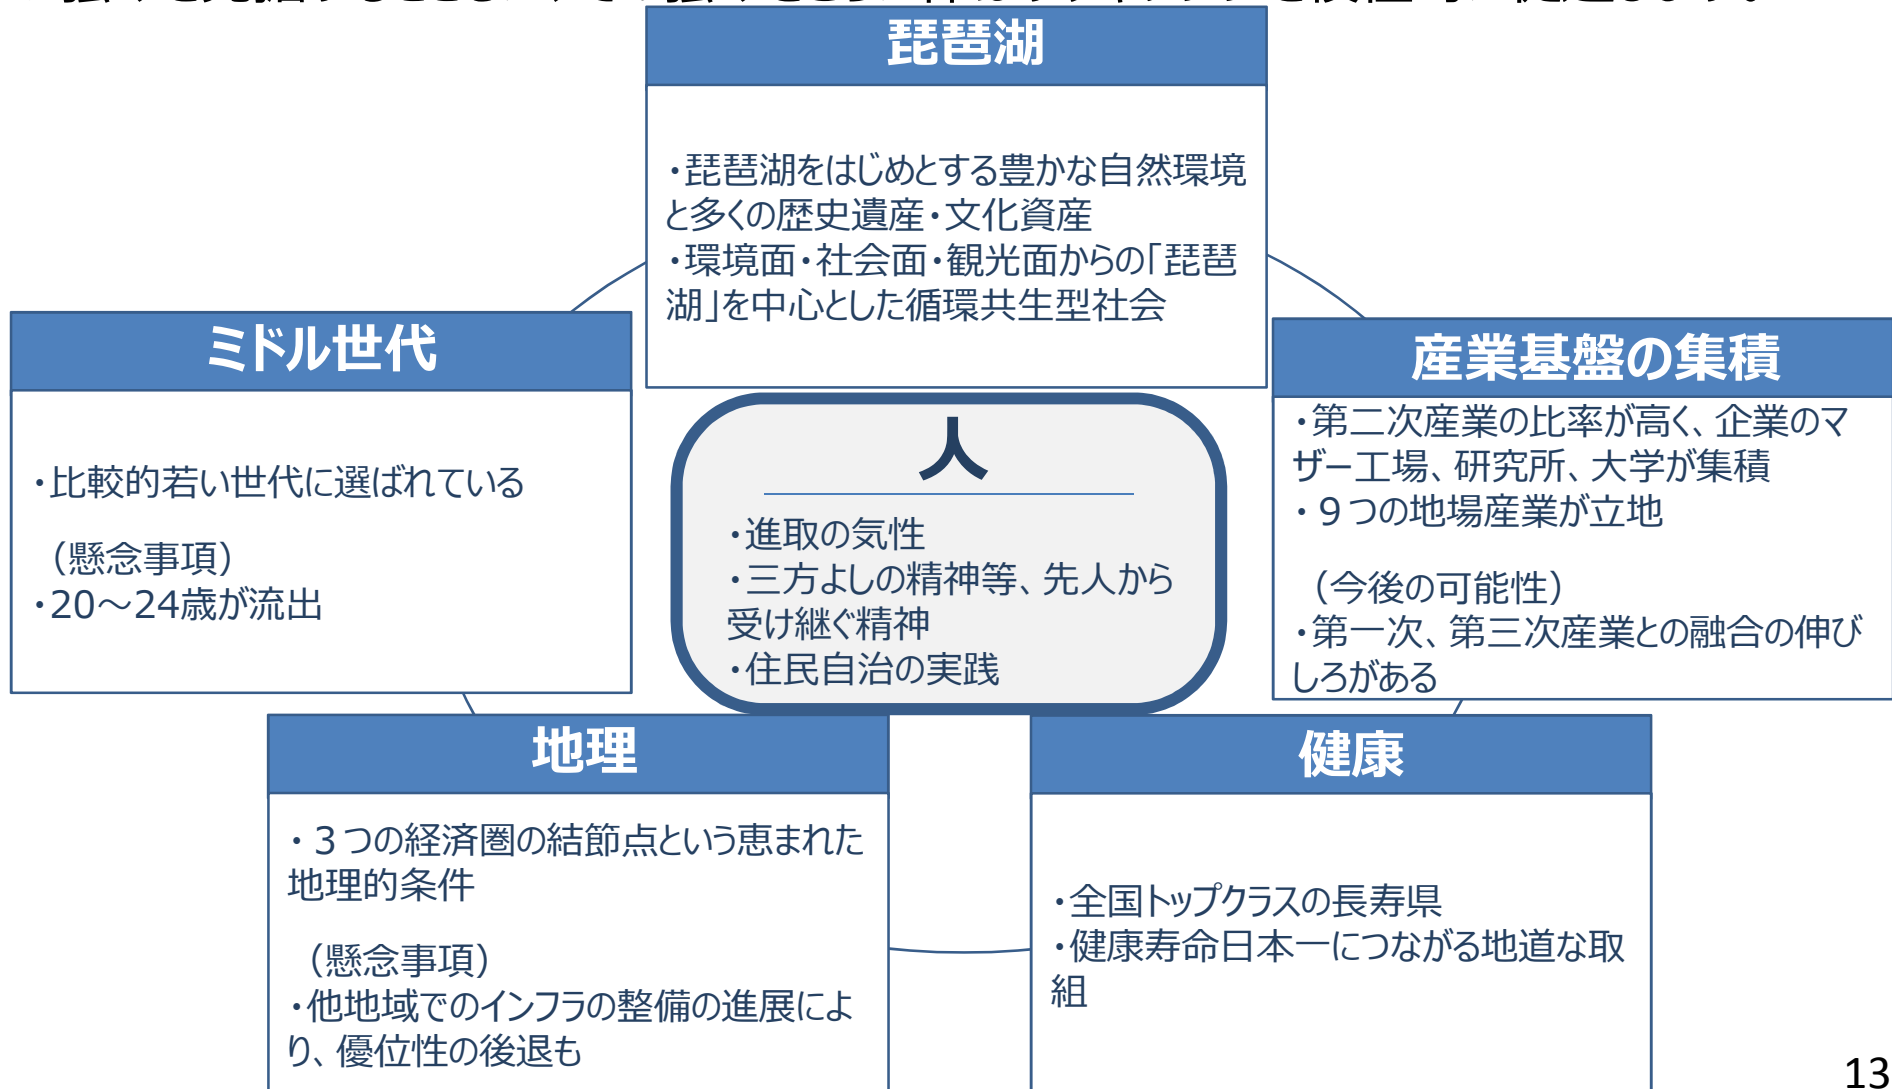 琵琶湖
・琵琶湖をはじめとする豊かな自然環境
と多くの歴史遺産・文化資産
・環境面・社会面・観光面からの「琵琶
湖」を中心とした循環共生型社会
ミドル世代
・比較的若い世代に選ばれている
（懸念事項）
・20～24歳が流出
人
・進取の気性
・三方よしの精神等、先人から
受け継ぐ精神
・住民自治の実践
産業基盤の集積
・第二次産業の比率が高く、企業のマ
ザー工場、研究所、大学が集積
・９つの地場産業が立地
（今後の可能性）
・第一次、第三次産業との融合の伸び
しろがある
地理
・３つの経済圏の結節点という恵まれた
地理的条件
（懸念事項）
・他地域でのインフラの整備の進展によ
り、優位性の後退も
健康
・全国トップクラスの長寿県
・健康寿命日本一につながる地道な取
組
13